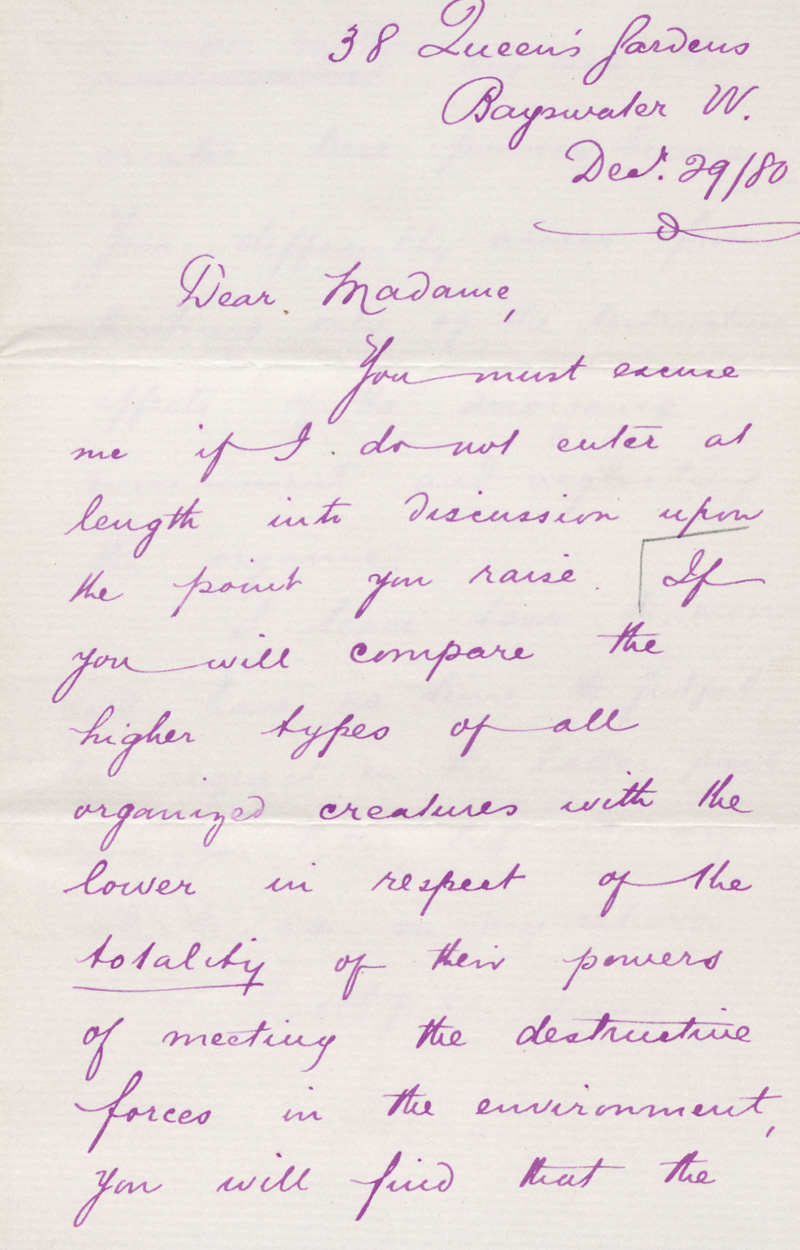 38 Queen's Gardens
Bayswater W.
Decr. 29/80
Dear Madame,
You must excuse
me if I do not enter at
length into discussion upon
the point you raise. If
you will compare the
higher types of all
organized creatures with the
lower in respect of the
totality of their powers
of meeting the destructive
forces in the environment,
you will find that the